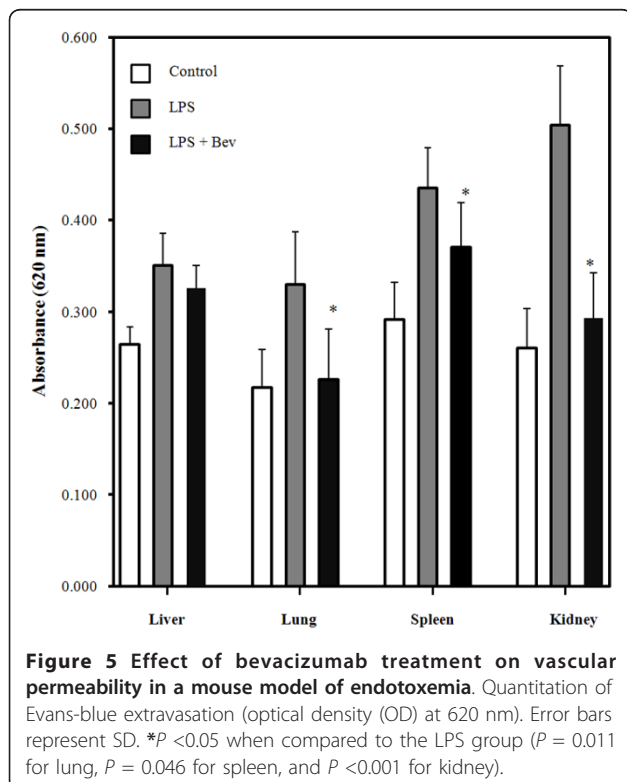 0.600
Control
LPS
LPS + Bev
0.500
0.400
0.300
0.200
0.100
0.000
Absorbance (620 nm)
*
*
*
Liver Lung Spleen Kidney
Figure 5 Effect of bevacizumab treatment on vascular
permeability in a mouse model of endotoxemia. Quantitation of
Evans-blue extravasation (optical density (OD) at 620 nm). Error bars
represent SD. *P <0.05 when compared to the LPS group (P = 0.011
for lung, P = 0.046 for spleen, and P <0.001 for kidney).